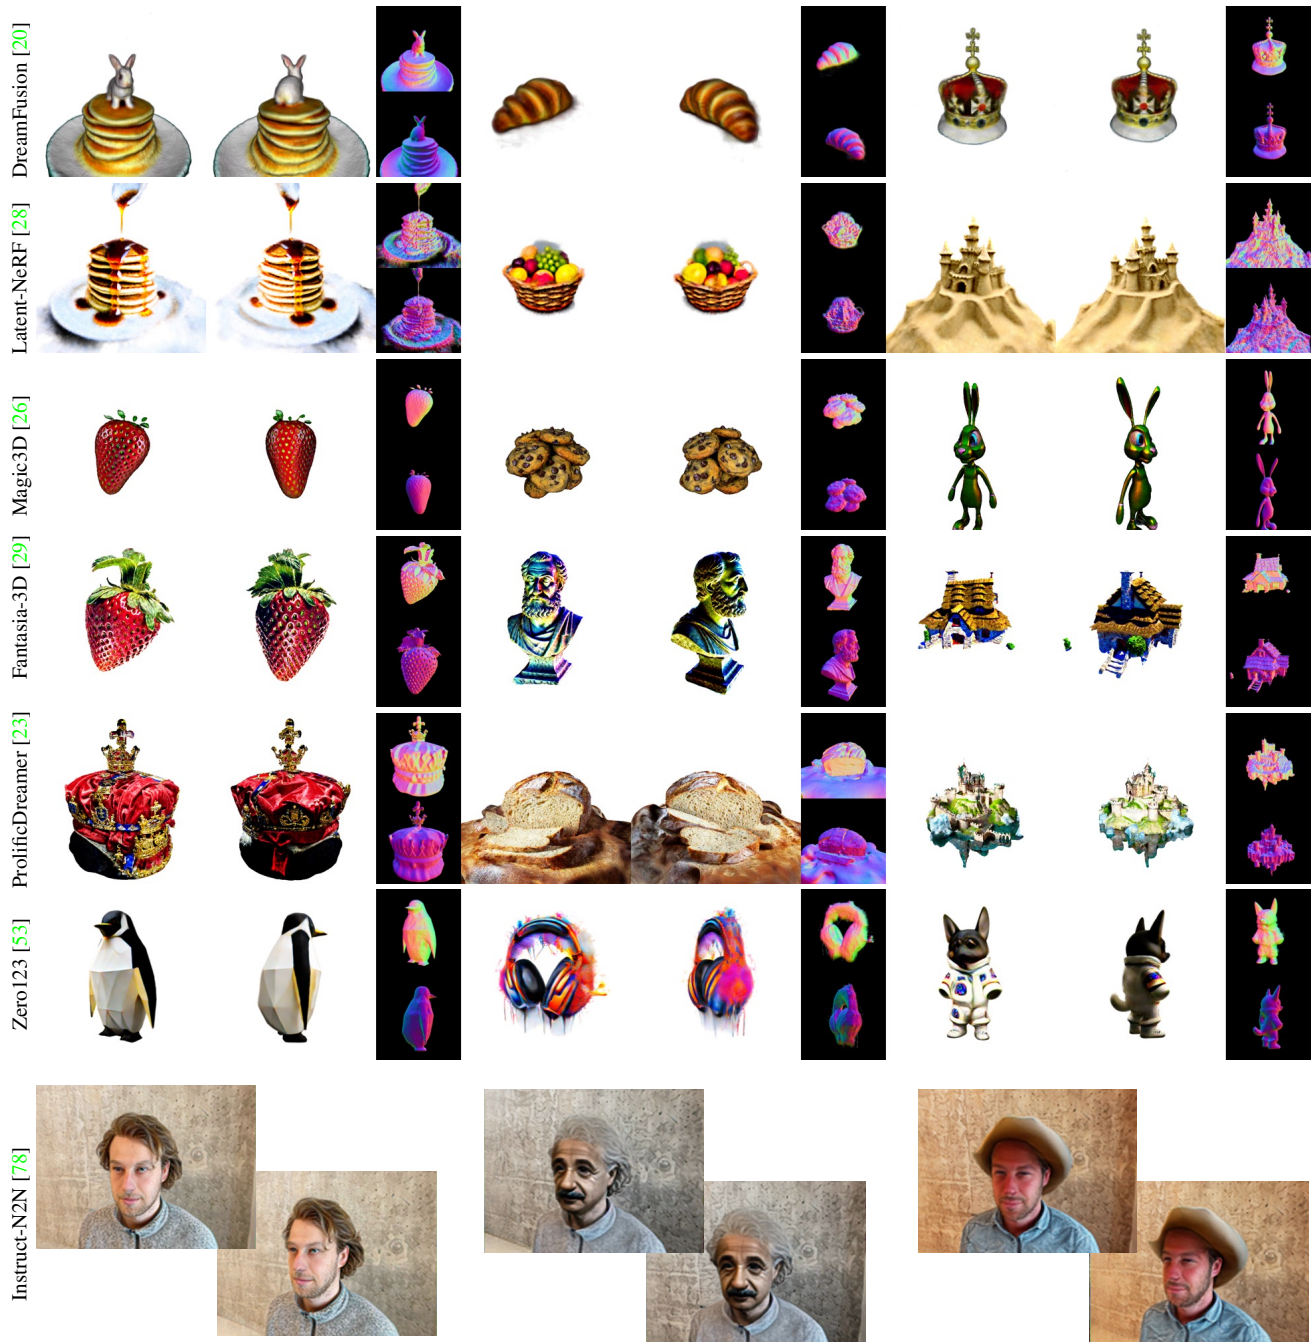 DreamFusion [20]
Latent-NeRF [28]
Magic3D [26]
Fantasia-3D [29]
ProlificDreamer [23]
Zero123 [53]
Instruct-N2N [78]